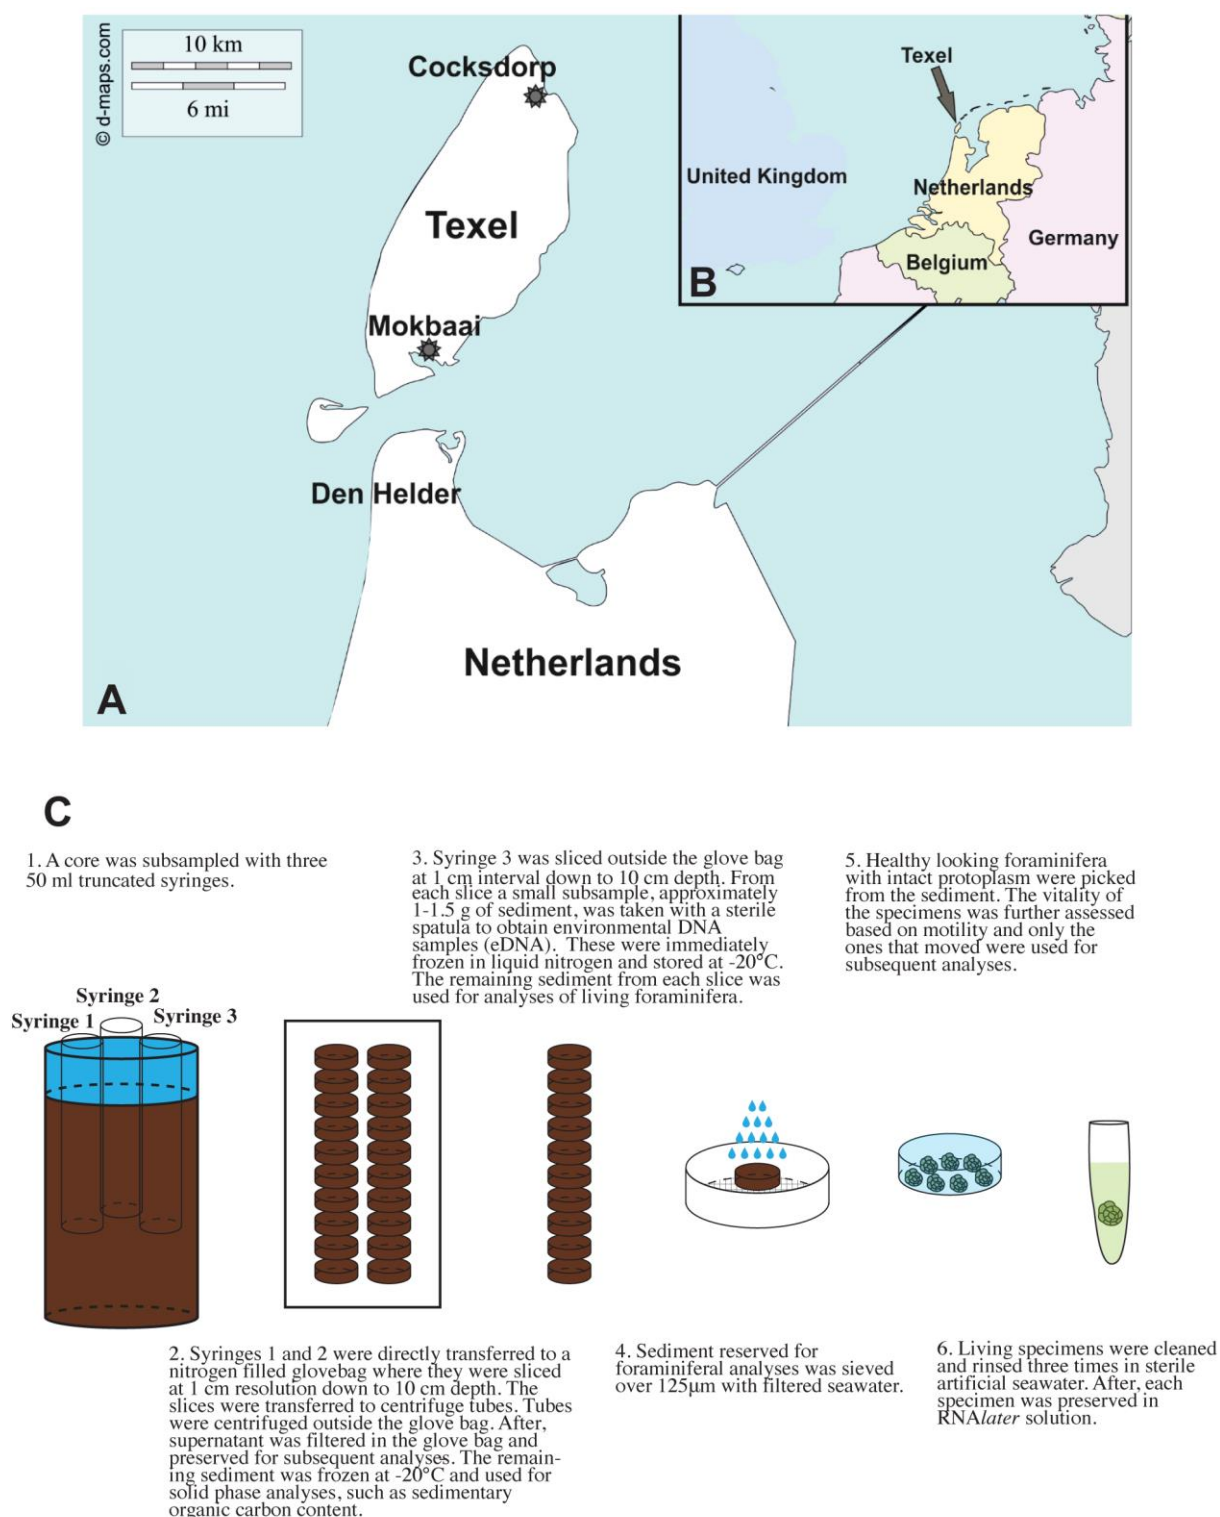 © d-maps.com
10 km
6 mi
Cocksdorp
Texel
Mokbaai
Den Helder
Netherlands
A
Texel
United Kingdom
Netherlands
Germany
Belgium
B
C
1. A core was subsampled with three
50 ml truncated syringes.
3. Syringe 3 was sliced outside the glove bag
at 1 cm interval down to 10 cm depth. From
each slice a small subsample, approximately
1-1.5 g of sediment, was taken with a sterile
spatula to obtain environmental DNA
samples (eDNA). These were immediately
frozen in liquid nitrogen and stored at -20°C.
The remaining sediment from each slice was
used for analyses of living foraminifera.
5. Healthy looking foraminifera
with intact protoplasm were picked
from the sediment. The vitality of
the specimens was further assessed
based on motility and only the
ones that moved were used for
subsequent analyses.
Syringe 2
Syringe 1
Syringe 3
2. Syringes 1 and 2 were directly transferred to a
nitrogen filled glovebag where they were sliced
at 1 cm resolution down to 10 cm depth. The
slices were transferred to centrifuge tubes. Tubes
were centrifuged outside the glove bag. After,
supernatant was filtered in the glove bag and
preserved for subsequent analyses. The remain-
ing sediment was frozen at -20°C and used for
solid phase analyses, such as sedimentary
organic carbon content.
4. Sediment reserved for
foraminiferal analyses was sieved
over 125µm with filtered seawater.
6. Living specimens were cleaned
and rinsed three times in sterile
artificial seawater. After, each
specimen was preserved in
RNAlater solution.